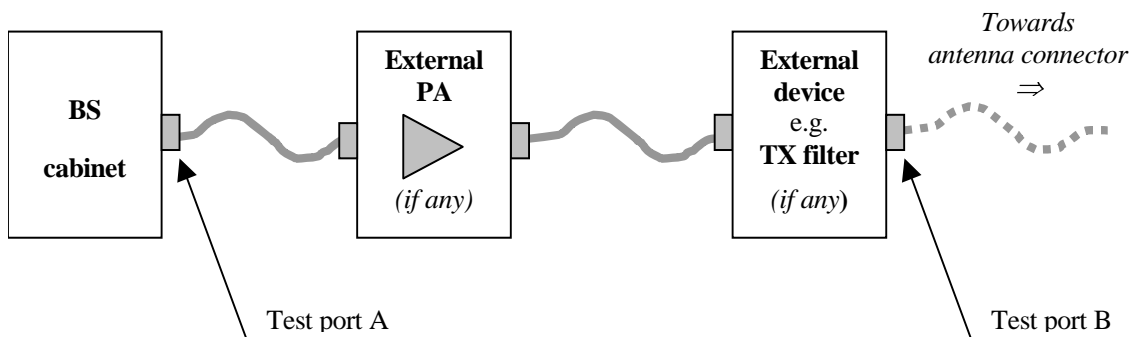 BS
cabinet
External
PA
(if any)
External
device
e.g.
TX filter
(if any)
Towards
antenna connector
⇒
Test port A
Test port B